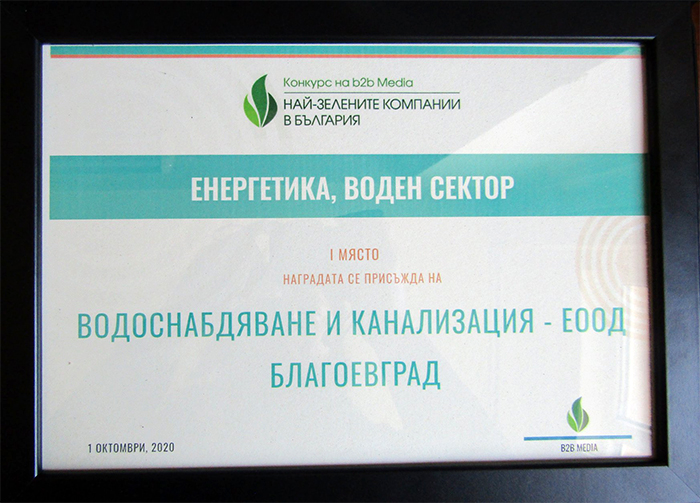 Конкурс на b2b Media
НАЙ-ЗЕЛЕНИТЕ КОМПАНИИ
В БЪЛГАРИЯ
ЕНЕРГЕТИКА, ВОДЕН СЕКТОР
I МЯСТО
НАГРАДАТА СЕ ПРИСЪЖДА НА
ВОДОСНАБДЯВАНЕ И КАНАЛИЗАЦИЯ - ЕООД
БЛАГОЕВГРАД
1 ОКТОМВРИ, 2020
B2B MEDIA